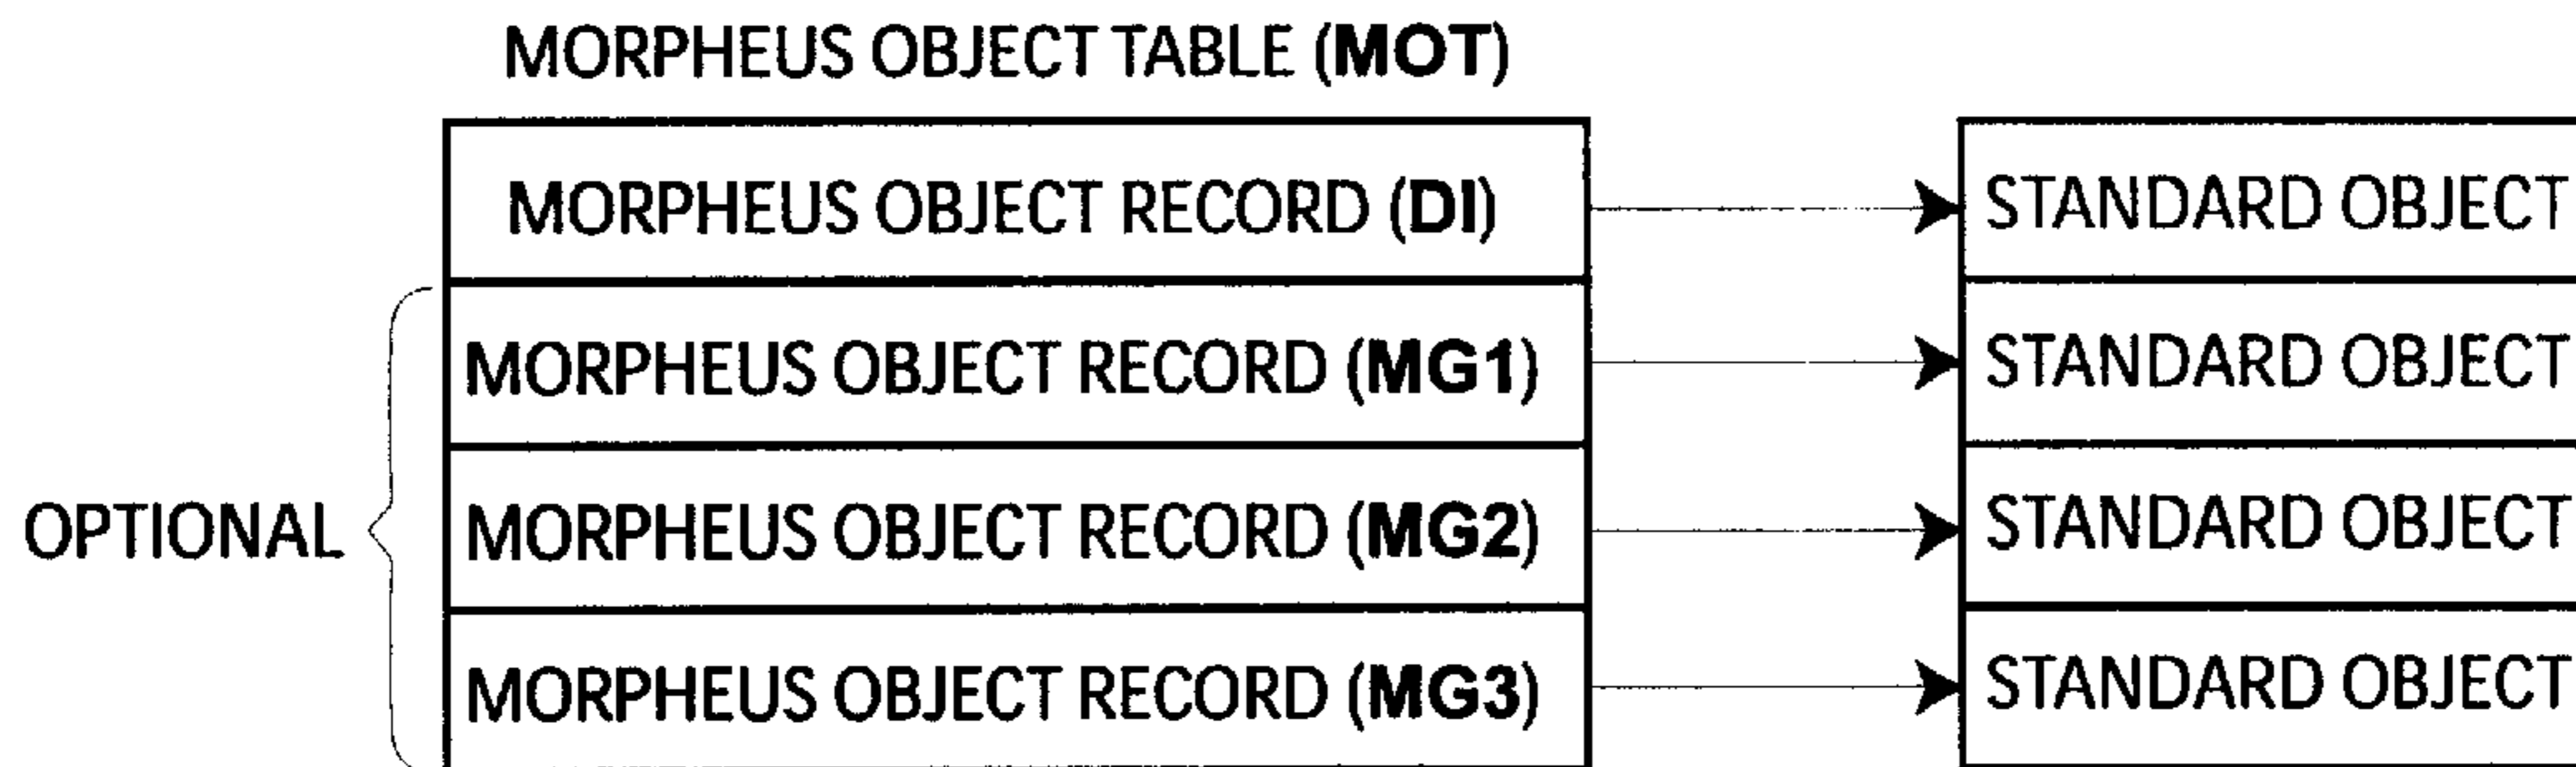 MORPHEUS OBJECT TABLE (MOT)
MORPHEUS OBJECT RECORD (DI)
STANDARD OBJECT
MORPHEUS OBJECT RECORD (MG1)
STANDARD OBJECT
OPTIONAL
MORPHEUS OBJECT RECORD (MG2)
STANDARD OBJECT
MORPHEUS OBJECT RECORD (MG3)
STANDARD OBJECT